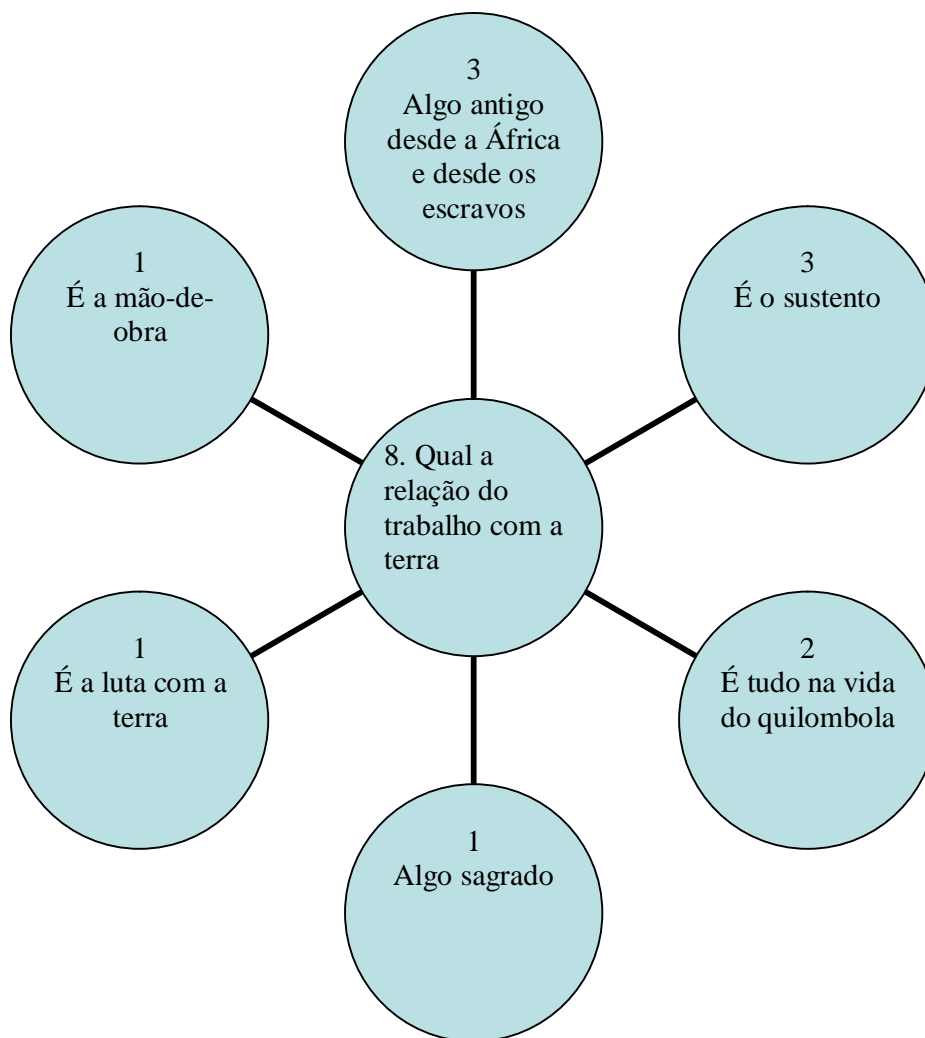 3
Algo antigo
desde a África
e desde os
escravos
1
É a mão-de-
obra
3
É o sustento
8. Qual a
relação do
trabalho com a
terra
1
É a luta com a
terra
2
É tudo na vida
do quilombola
1
Algo sagrado